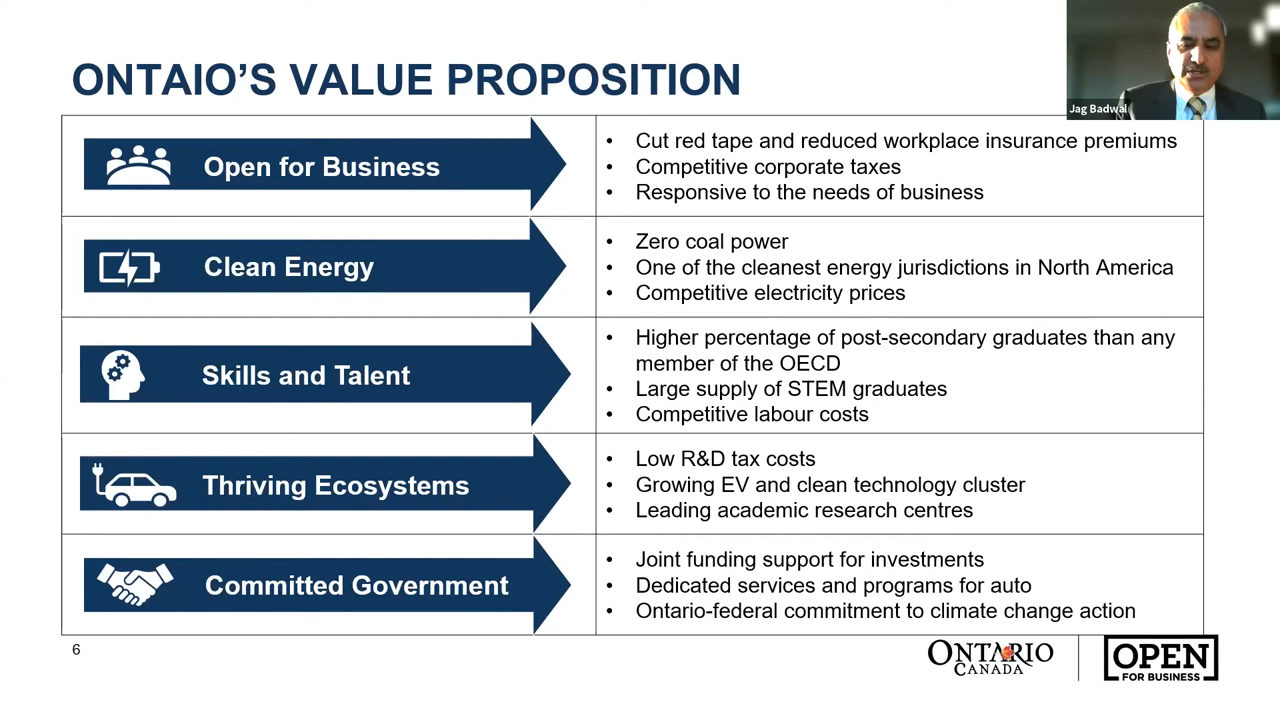 ONTAIO'S VALUE PROPOSITION
Jag Badwal
Open for Business
• Cut red tape and reduced workplace insurance premiums
• Competitive corporate taxes
• Responsive to the needs of business
Clean Energy
• Zero coal power
• One of the cleanest energy jurisdictions in North America
• Competitive electricity prices
Skills and Talent
• Higher percentage of post-secondary graduates than any
member of the OECD
• Large supply of STEM graduates
• Competitive labour costs
Thriving Ecosystems
• Low R&D tax costs
• Growing EV and clean technology cluster
• Leading academic research centres
Committed Government
• Joint funding support for investments
• Dedicated services and programs for auto
• Ontario-federal commitment to climate change action
6
ONTARIO
CANADA
OPEN
FOR BUSINESS